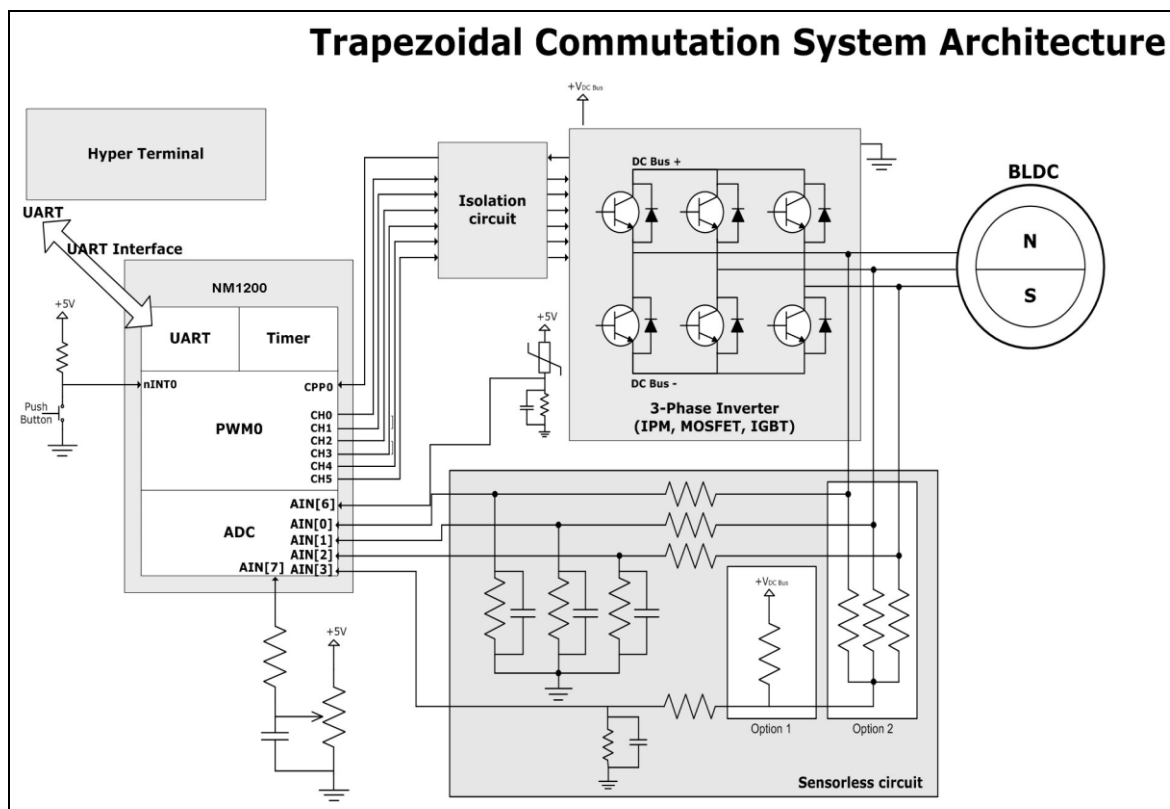 Trapezoidal Commutation System Architecture
+VDC Bus
Hyper Terminal
UART
UART Interface
Isolation
circuit
DC Bus +
DC Bus -
3-Phase Inverter
(IPM, MOSFET, IGBT)
BLDC
N
S
NM1200
+5V
UART
Timer
nINT0
CPP0
Push
Button
PWM0
CH0
CH1
CH2
CH3
CH4
CH5
+5V
ADC
AIN[6]
AIN[0]
AIN[1]
AIN[2]
AIN[7]
AIN[3]
+5V
+VDC Bus
Option 1
Option 2
Sensorless circuit